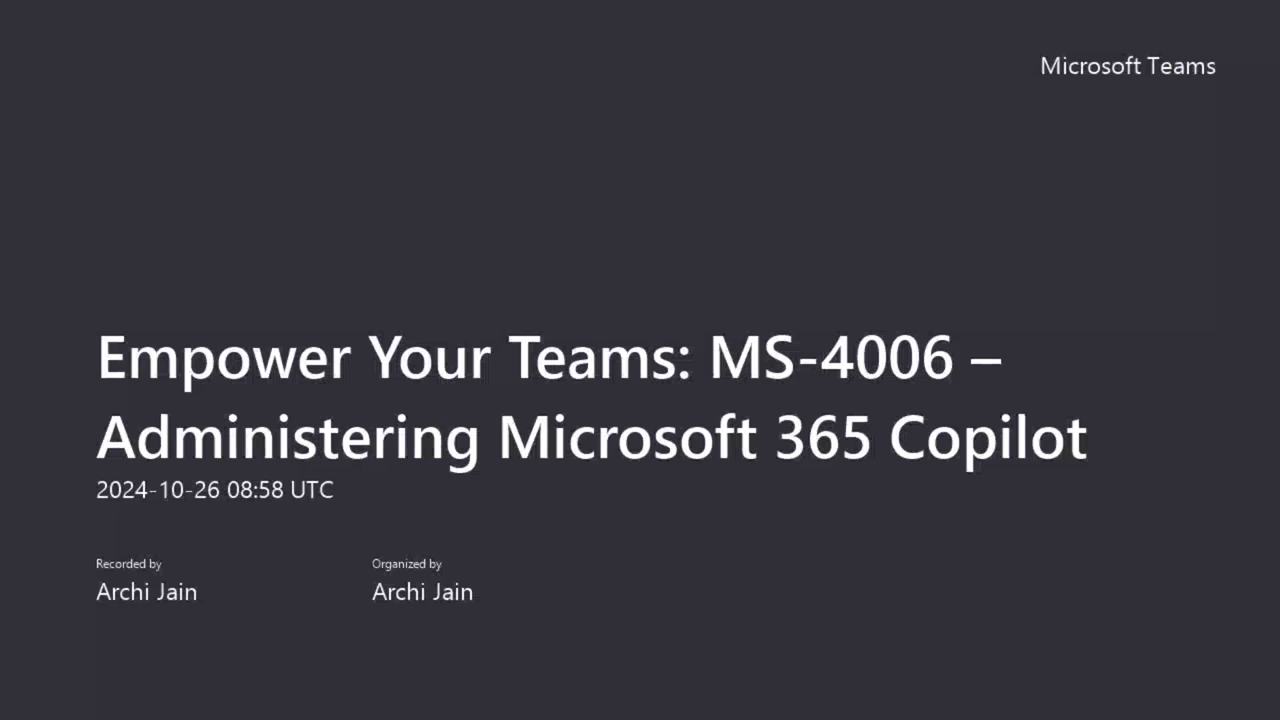 Microsoft Teams
Empower Your Teams: MS-4006 –
Administering Microsoft 365 Copilot
2024-10-26 08:58 UTC
Recorded by
Archi Jain
Organized by
Archi Jain